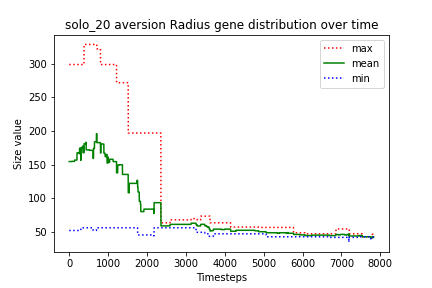 solo_20 aversion Radius gene distribution over time
max
mean
min
Size value
300
250
200
150
100
50
0 1000 2000 3000 4000 5000 6000 7000 8000
Timesteps